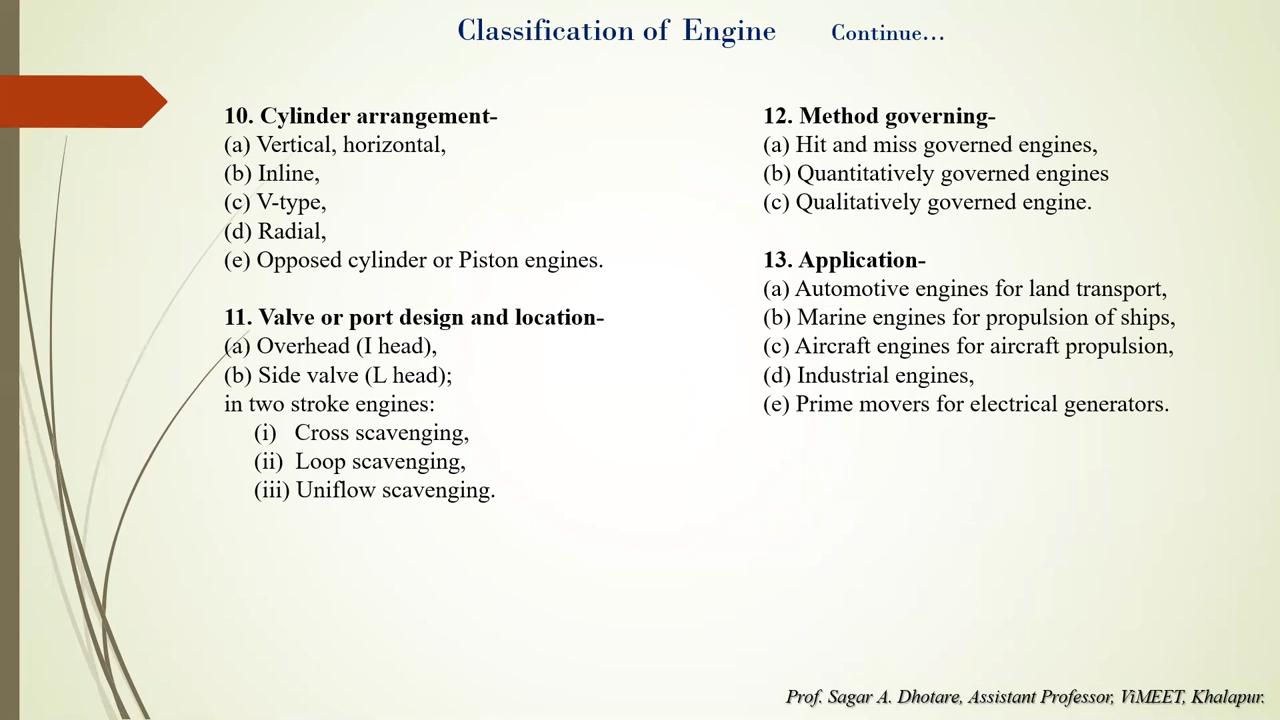 Classification of Engine Continue…
10. Cylinder arrangement-
(a) Vertical, horizontal,
(b) Inline,
(c) V-type,
(d) Radial,
(e) Opposed cylinder or Piston engines.
11. Valve or port design and location-
(a) Overhead (I head),
(b) Side valve (L head);
in two stroke engines:
(i) Cross scavenging,
(ii) Loop scavenging,
(iii) Uniflow scavenging.
12. Method governing-
(a) Hit and miss governed engines,
(b) Quantitatively governed engines
(c) Qualitatively governed engine.
13. Application-
(a) Automotive engines for land transport,
(b) Marine engines for propulsion of ships,
(c) Aircraft engines for aircraft propulsion,
(d) Industrial engines,
(e) Prime movers for electrical generators.
Prof. Sagar A. Dhotare, Assistant Professor, ViMEET, Khalapur.